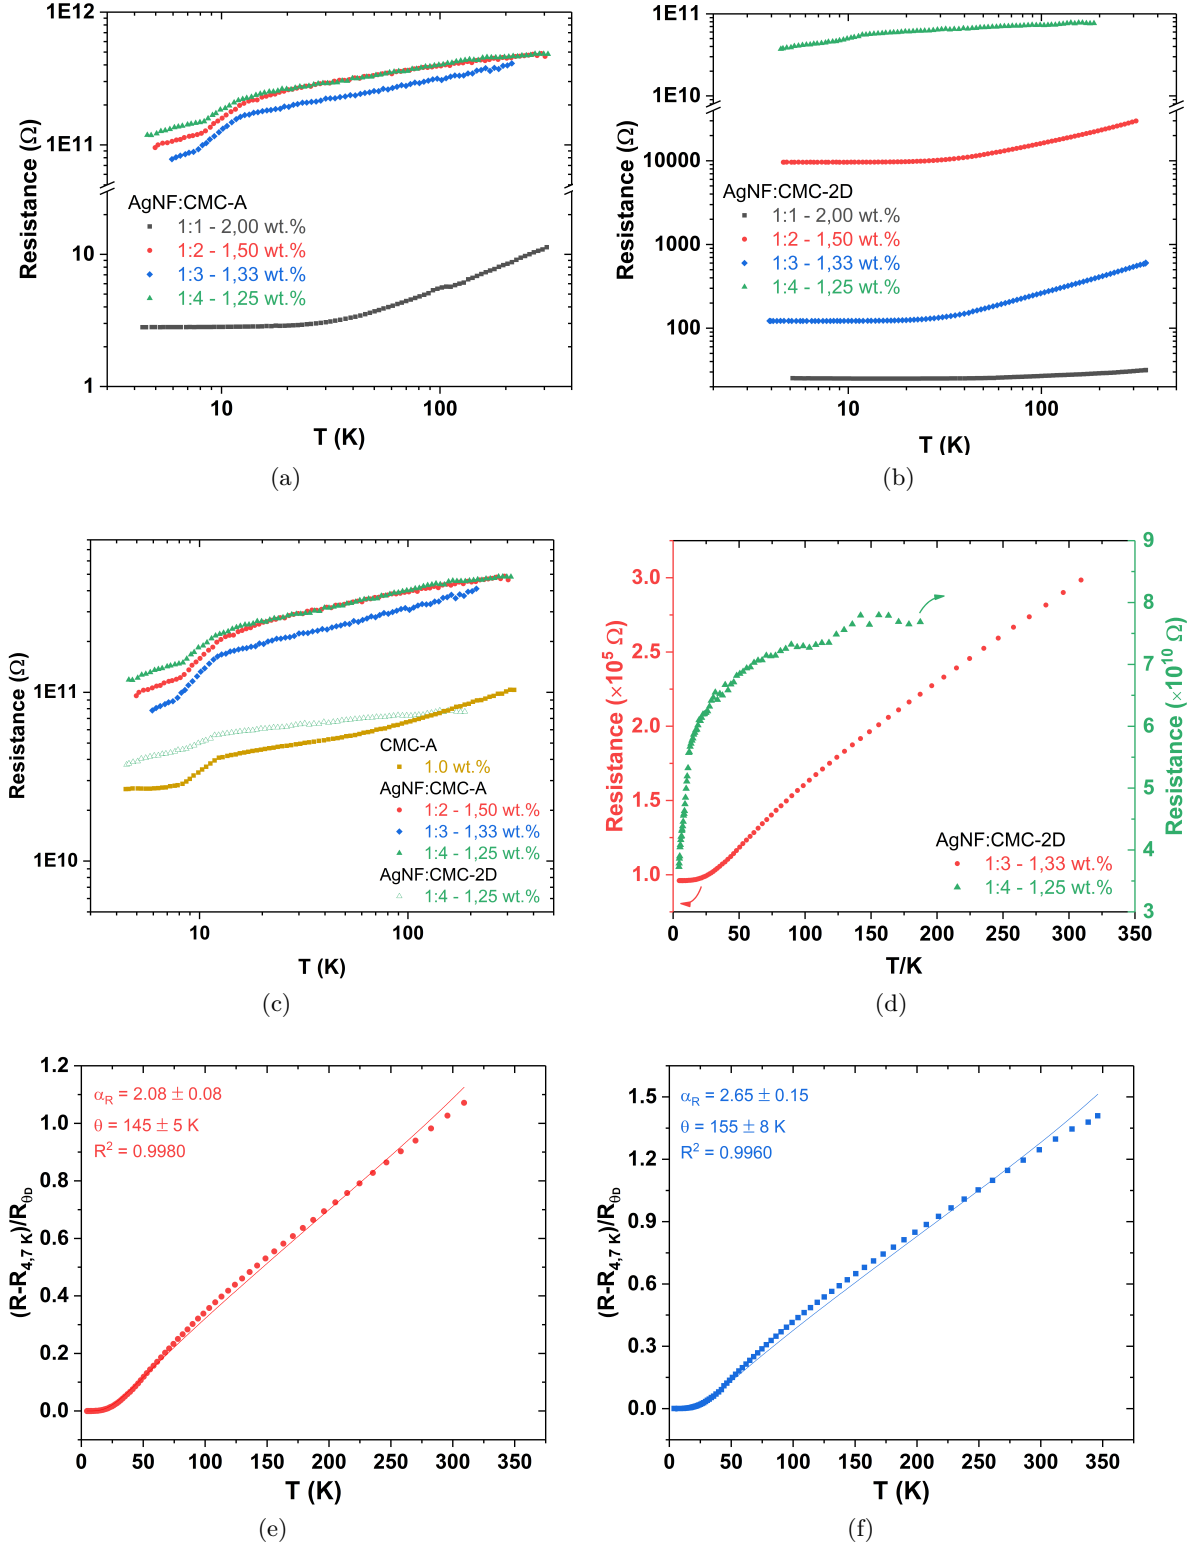 1E12
1E11
10
1
Resistance (Ω)
AgNF:CMC-A
1:1 - 2,00 wt.%
1:2 - 1,50 wt.%
1:3 - 1,33 wt.%
1:4 - 1,25 wt.%
10
100
T (K)
(a)
1E11
1E10
10000
1000
100
Resistance (Ω)
AgNF:CMC-2D
1:1 - 2,00 wt.%
1:2 - 1,50 wt.%
1:3 - 1,33 wt.%
1:4 - 1,25 wt.%
10
100
T (K)
(b)
1E11
1E10
Resistance (Ω)
CMC-A
1.0 wt.%
AgNF:CMC-A
1:2 - 1,50 wt.%
1:3 - 1,33 wt.%
1:4 - 1,25 wt.%
AgNF:CMC-2D
1:4 - 1,25 wt.%
10
100
T (K)
(c)
3.0
2.5
2.0
1.5
1.0
Resistance (×10⁵ Ω)
9
8
7
6
5
4
3
Resistance (×10¹⁰ Ω)
AgNF:CMC-2D
1:3 - 1,33 wt.%
1:4 - 1,25 wt.%
0 50 100 150 200 250 300 350
T/K
(d)
1.2
1.0
0.8
0.6
0.4
0.2
0.0
(R-R4,7 K)/RθD
αR = 2.08 ± 0.08
θ = 145 ± 5 K
R² = 0.9980
0 50 100 150 200 250 300 350
T (K)
(e)
1.5
1.2
0.9
0.6
0.3
0.0
(R-R4,7 K)/RθD
αR = 2.65 ± 0.15
θ = 155 ± 8 K
R² = 0.9960
0 50 100 150 200 250 300 350
T (K)
(f)